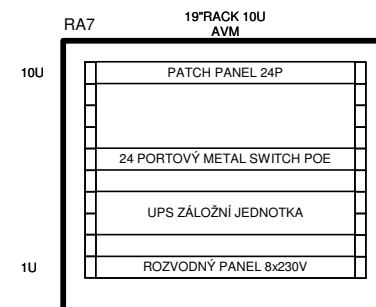 RA7
19"RACK 10U
AVM
10U
PATCH PANEL 24P
24 PORTOVÝ METAL SWITCH POE
UPS ZÁLOŽNÍ JEDNOTKA
1U
ROZVODNÝ PANEL 8x230V